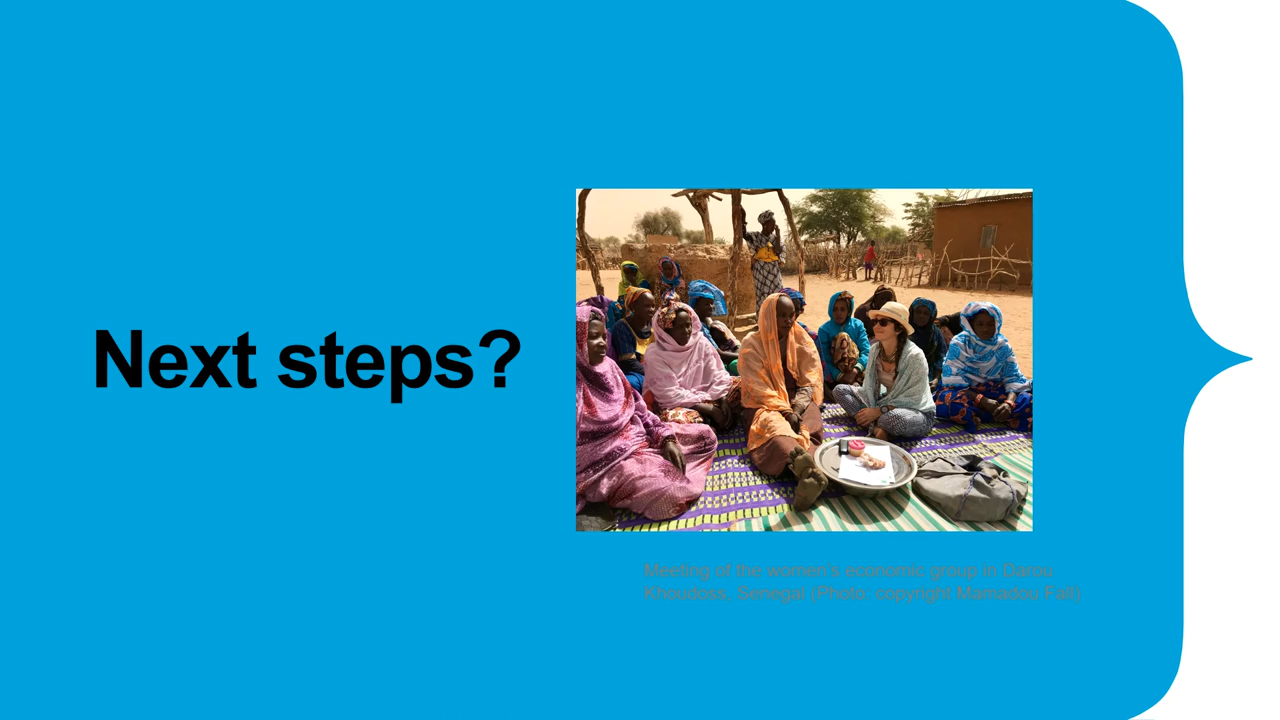 Next steps?
Meeting of the women's economic group in Darou
Khoudoss, Senegal (Photo: copyright Mamadou Fall)